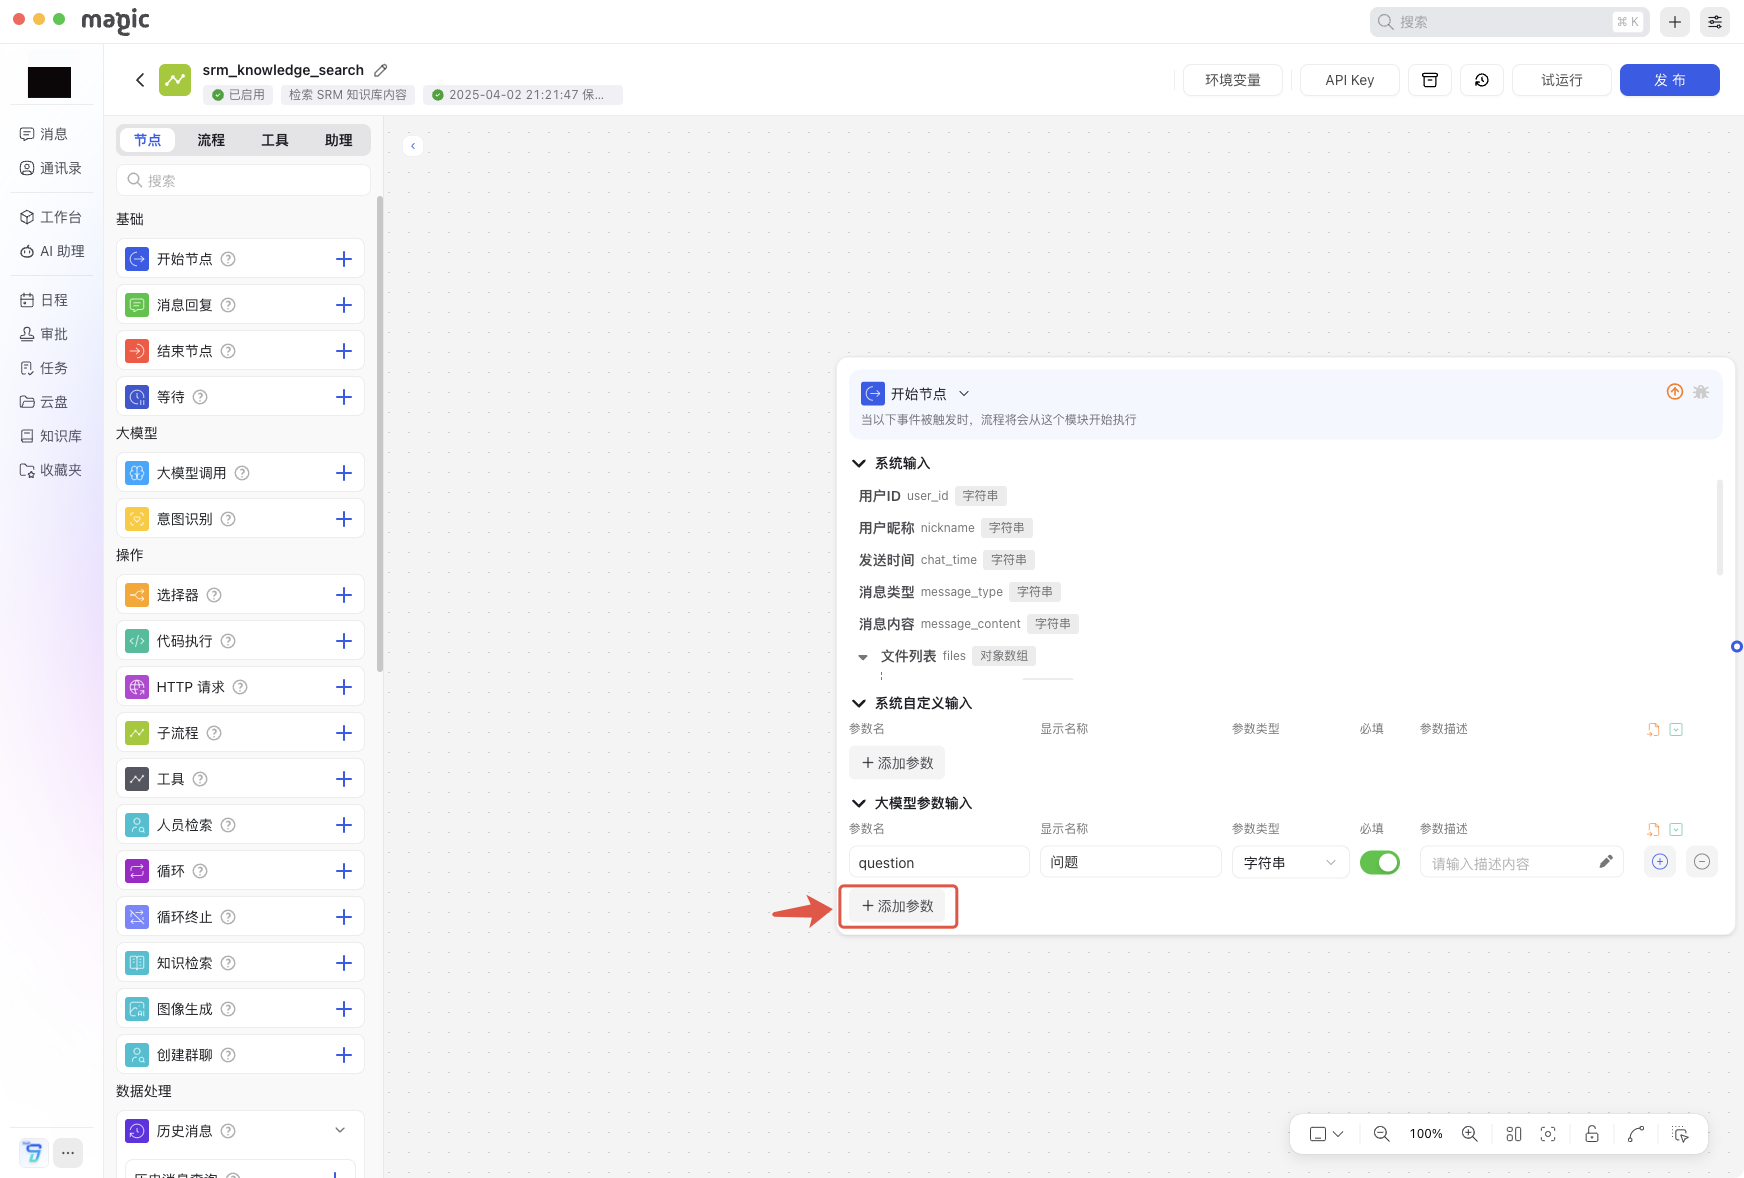 magic
搜索
⌘ K
srm_knowledge_search
已启用
检索 SRM 知识库内容
2025-04-02 21:21:47 保...
环境变量
API Key
试运行
发 布
消息
通讯录
工作台
AI 助理
日程
审批
任务
云盘
知识库
收藏夹
节点
流程
工具
助理
搜索
基础
开始节点
消息回复
结束节点
等待
大模型
大模型调用
意图识别
操作
选择器
代码执行
HTTP 请求
子流程
工具
人员检索
循环
循环终止
知识检索
图像生成
创建群聊
数据处理
历史消息
历史消息查询
开始节点
当以下事件被触发时，流程将会从这个模块开始执行
系统输入
用户ID user_id 字符串
用户昵称 nickname 字符串
发送时间 chat_time 字符串
消息类型 message_type 字符串
消息内容 message_content 字符串
文件列表 files 对象数组
系统自定义输入
参数名 显示名称 参数类型 必填 参数描述
添加参数
大模型参数输入
参数名 显示名称 参数类型 必填 参数描述
question 问题 字符串 请输入描述内容
添加参数
100%